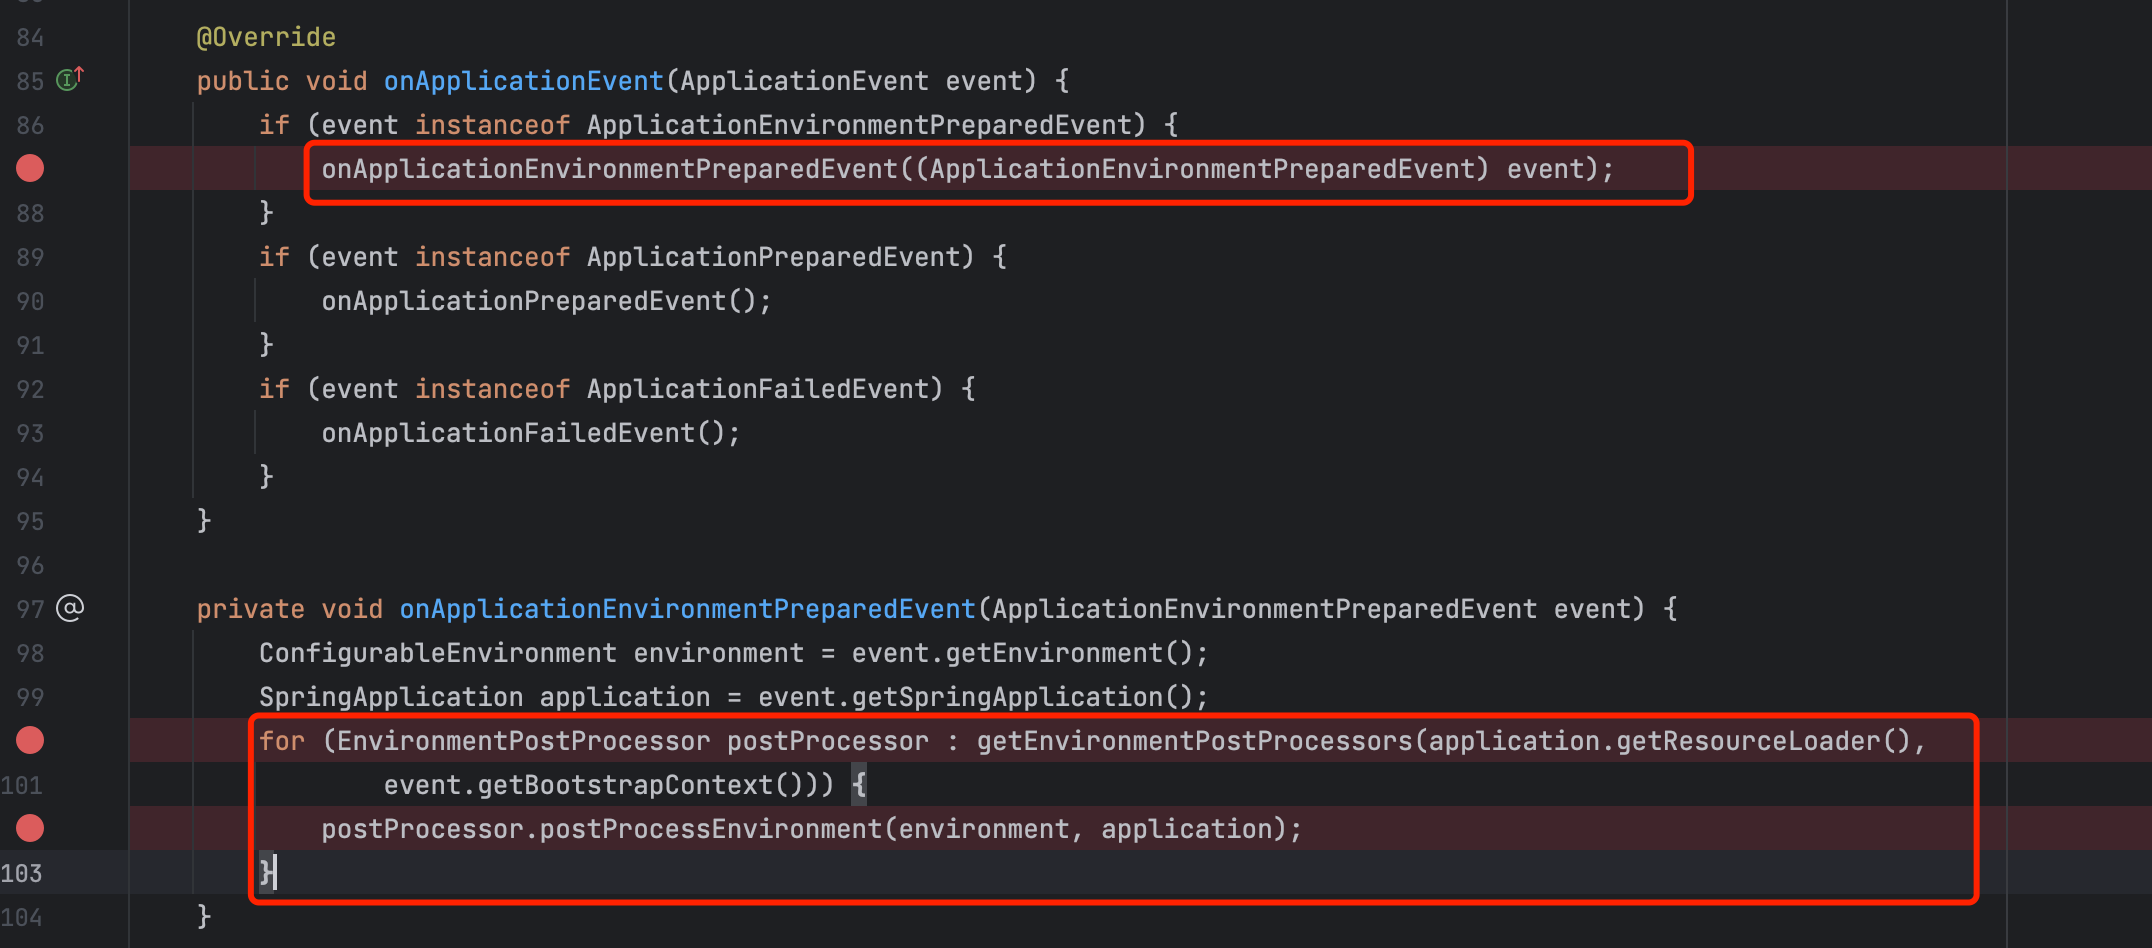 84 @Override
85 public void onApplicationEvent(ApplicationEvent event) {
86 if (event instanceof ApplicationEnvironmentPreparedEvent) {
onApplicationEnvironmentPreparedEvent((ApplicationEnvironmentPreparedEvent) event);
88 }
89 if (event instanceof ApplicationPreparedEvent) {
90 onApplicationPreparedEvent();
91 }
92 if (event instanceof ApplicationFailedEvent) {
93 onApplicationFailedEvent();
94 }
95 }
96
97 @ private void onApplicationEnvironmentPreparedEvent(ApplicationEnvironmentPreparedEvent event) {
98 ConfigurableEnvironment environment = event.getEnvironment();
99 SpringApplication application = event.getSpringApplication();
for (EnvironmentPostProcessor postProcessor : getEnvironmentPostProcessors(application.getResourceLoader(),
101 event.getBootstrapContext())) {
postProcessor.postProcessEnvironment(environment, application);
103 }
104 }